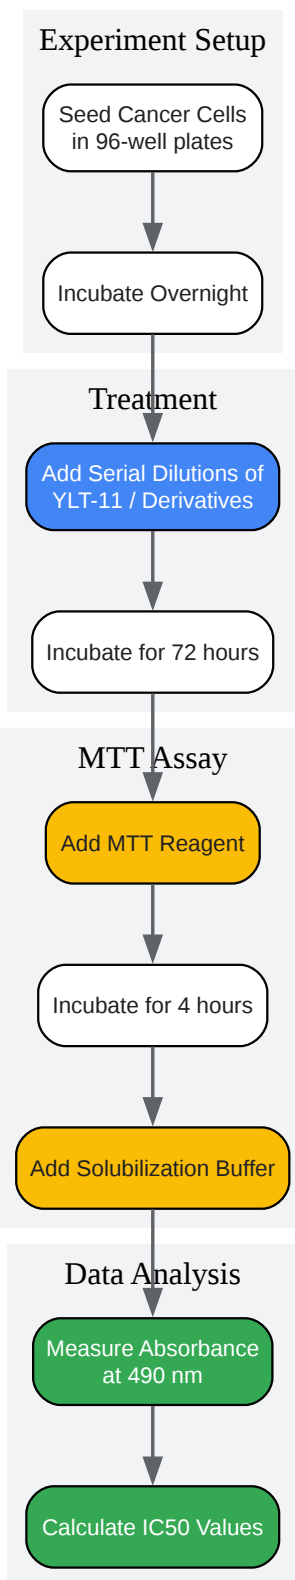 Experiment Setup
Seed Cancer Cells
in 96-well plates
Incubate Overnight
Treatment
Add Serial Dilutions of
YLT-11 / Derivatives
Incubate for 72 hours
MTT Assay
Add MTT Reagent
Incubate for 4 hours
Add Solubilization Buffer
Data Analysis
Measure Absorbance
at 490 nm
Calculate IC50 Values